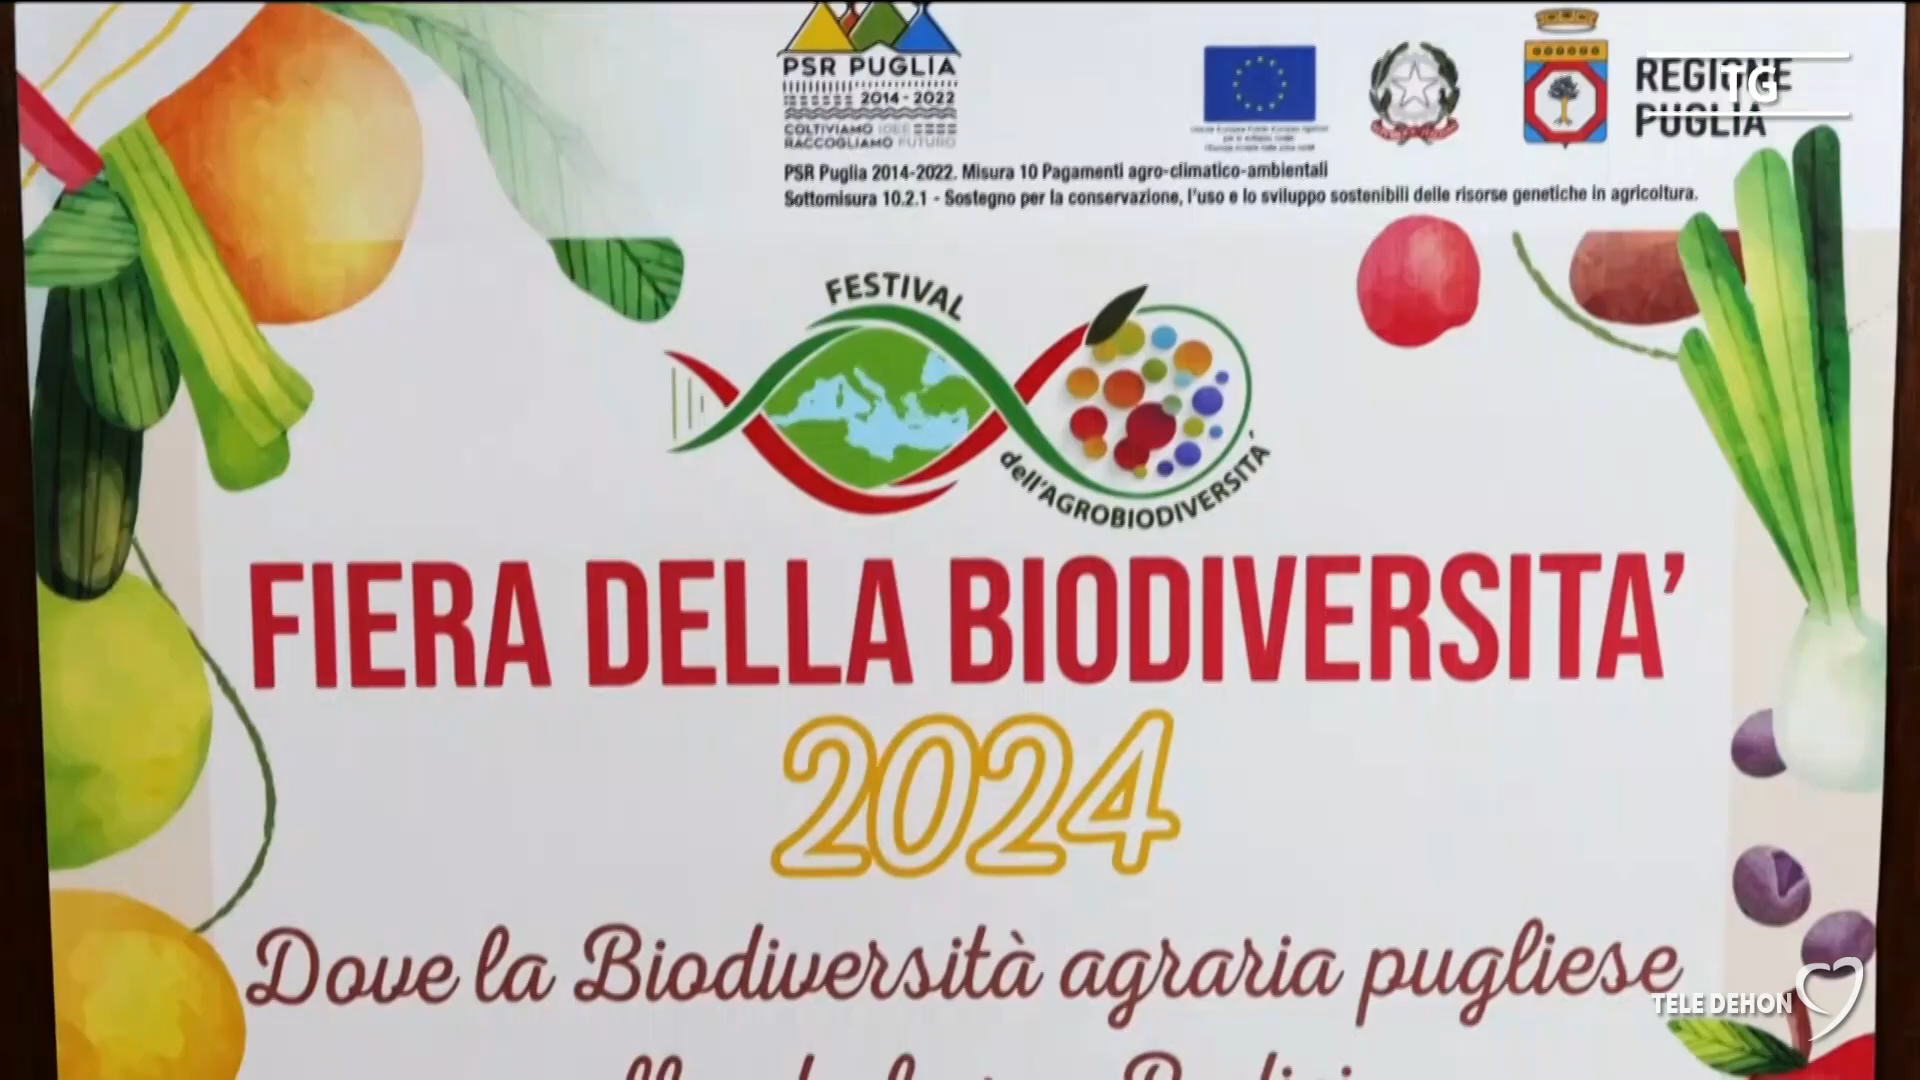 PSR PUGLIA
2014 - 2022
COLTIVIAMO IDEE
RACCOGLIAMO FUTURO
REGIONE
PUGLIA
TG
PSR Puglia 2014-2022. Misura 10 Pagamenti agro-climatico-ambientali
Sottomisura 10.2.1 - Sostegno per la conservazione, l'uso e lo sviluppo sostenibili delle risorse genetiche in agricoltura.
FESTIVAL
dell'AGROBIODIVERSITA'
FIERA DELLA BIODIVERSITA'
2024
Dove la Biodiversità agraria pugliese
TELE DEHON